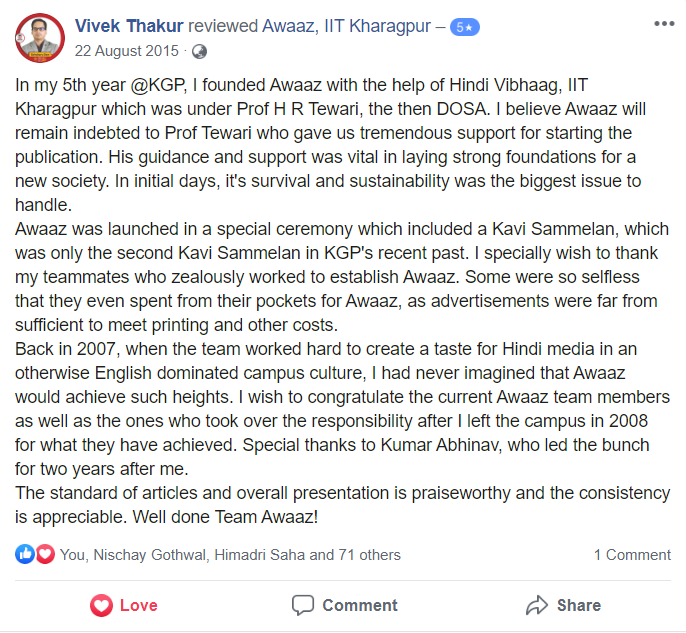 Vivek Thakur reviewed Awaaz, IIT Kharagpur – 5★
22 August 2015 ·
In my 5th year @KGP, I founded Awaaz with the help of Hindi Vibhaag, IIT
Kharagpur which was under Prof H R Tewari, the then DOSA. I believe Awaaz will
remain indebted to Prof Tewari who gave us tremendous support for starting the
publication. His guidance and support was vital in laying strong foundations for a
new society. In initial days, it's survival and sustainability was the biggest issue to
handle.
Awaaz was launched in a special ceremony which included a Kavi Sammelan, which
was only the second Kavi Sammelan in KGP's recent past. I specially wish to thank
my teammates who zealously worked to establish Awaaz. Some were so selfless
that they even spent from their pockets for Awaaz, as advertisements were far from
sufficient to meet printing and other costs.
Back in 2007, when the team worked hard to create a taste for Hindi media in an
otherwise English dominated campus culture, I had never imagined that Awaaz
would achieve such heights. I wish to congratulate the current Awaaz team members
as well as the ones who took over the responsibility after I left the campus in 2008
for what they have achieved. Special thanks to Kumar Abhinav, who led the bunch
for two years after me.
The standard of articles and overall presentation is praiseworthy and the consistency
is appreciable. Well done Team Awaaz!
You, Nischay Gothwal, Himadri Saha and 71 others 1 Comment
Love Comment Share